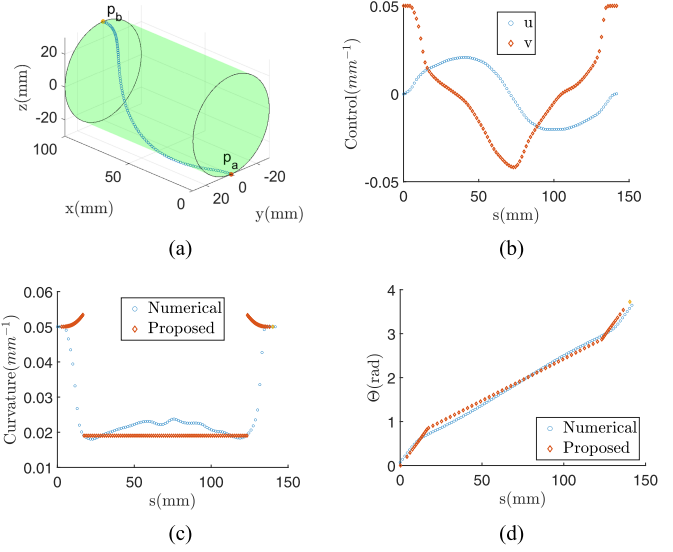 p_b
p_a
20
0
-20
z(mm)
100
50
0
x(mm)
20
0
-20
y(mm)
(a)
0.05
0
-0.05
Control(mm^{-1})
u
v
0
50
100
150
s(mm)
(b)
0.06
0.05
0.04
0.03
0.02
0.01
Curvature(mm^{-1})
Numerical
Proposed
0
50
100
150
s(mm)
(c)
4
3
2
1
0
Θ(rad)
Numerical
Proposed
0
50
100
150
s(mm)
(d)